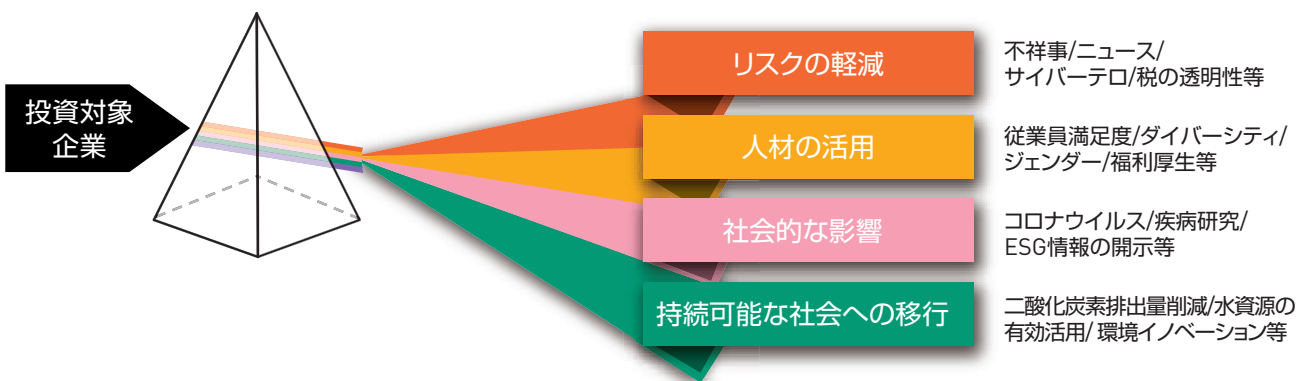 投資対象
企業
リスクの軽減
不祥事/ニュース/
サイバーテロ/税の透明性等
人材の活用
従業員満足度/ダイバーシティ/
ジェンダー/福利厚生等
社会的な影響
コロナウイルス/疾病研究/
ESG情報の開示等
持続可能な社会への移行
二酸化炭素排出量削減/水資源の
有効活用/ 環境イノベーション等